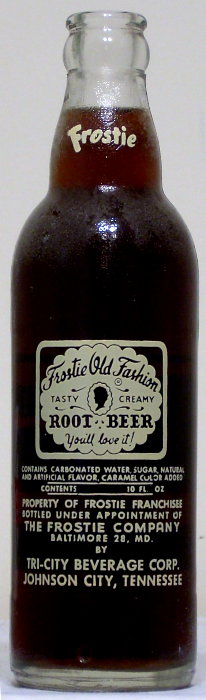 Frostie
Frostie Old Fashion
TASTY CREAMY
ROOT BEER
You'll love it!
CONTAINS CARBONATED WATER, SUGAR, NATURAL
AND ARTIFICIAL FLAVOR, CARAMEL COLOR ADDED
CONTENTS 10 FL. OZ
PROPERTY OF FROSTIE FRANCHISEE
BOTTLED UNDER APPOINTMENT OF
THE FROSTIE COMPANY
BALTIMORE 28, MD.
BY
TRI-CITY BEVERAGE CORP.
JOHNSON CITY, TENNESSEE